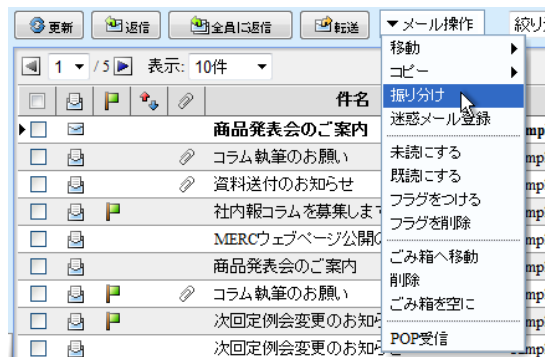 更新 返信 全員に返信 転送 ▼メール操作 絞り
1 / 5 表示: 10件
件名
商品発表会のご案内
コラム執筆のお願い
資料送付のお知らせ
社内報コラムを募集しま
MERCウェブページ公開
商品発表会のご案内
コラム執筆のお願い
次回定例会変更のお知ら
次回定例会変更のお知ら
移動
コピー
振り分け
迷惑メール登録
未読にする
既読にする
フラグをつける
フラグを削除
ごみ箱へ移動
削除
ごみ箱を空に
POP受信